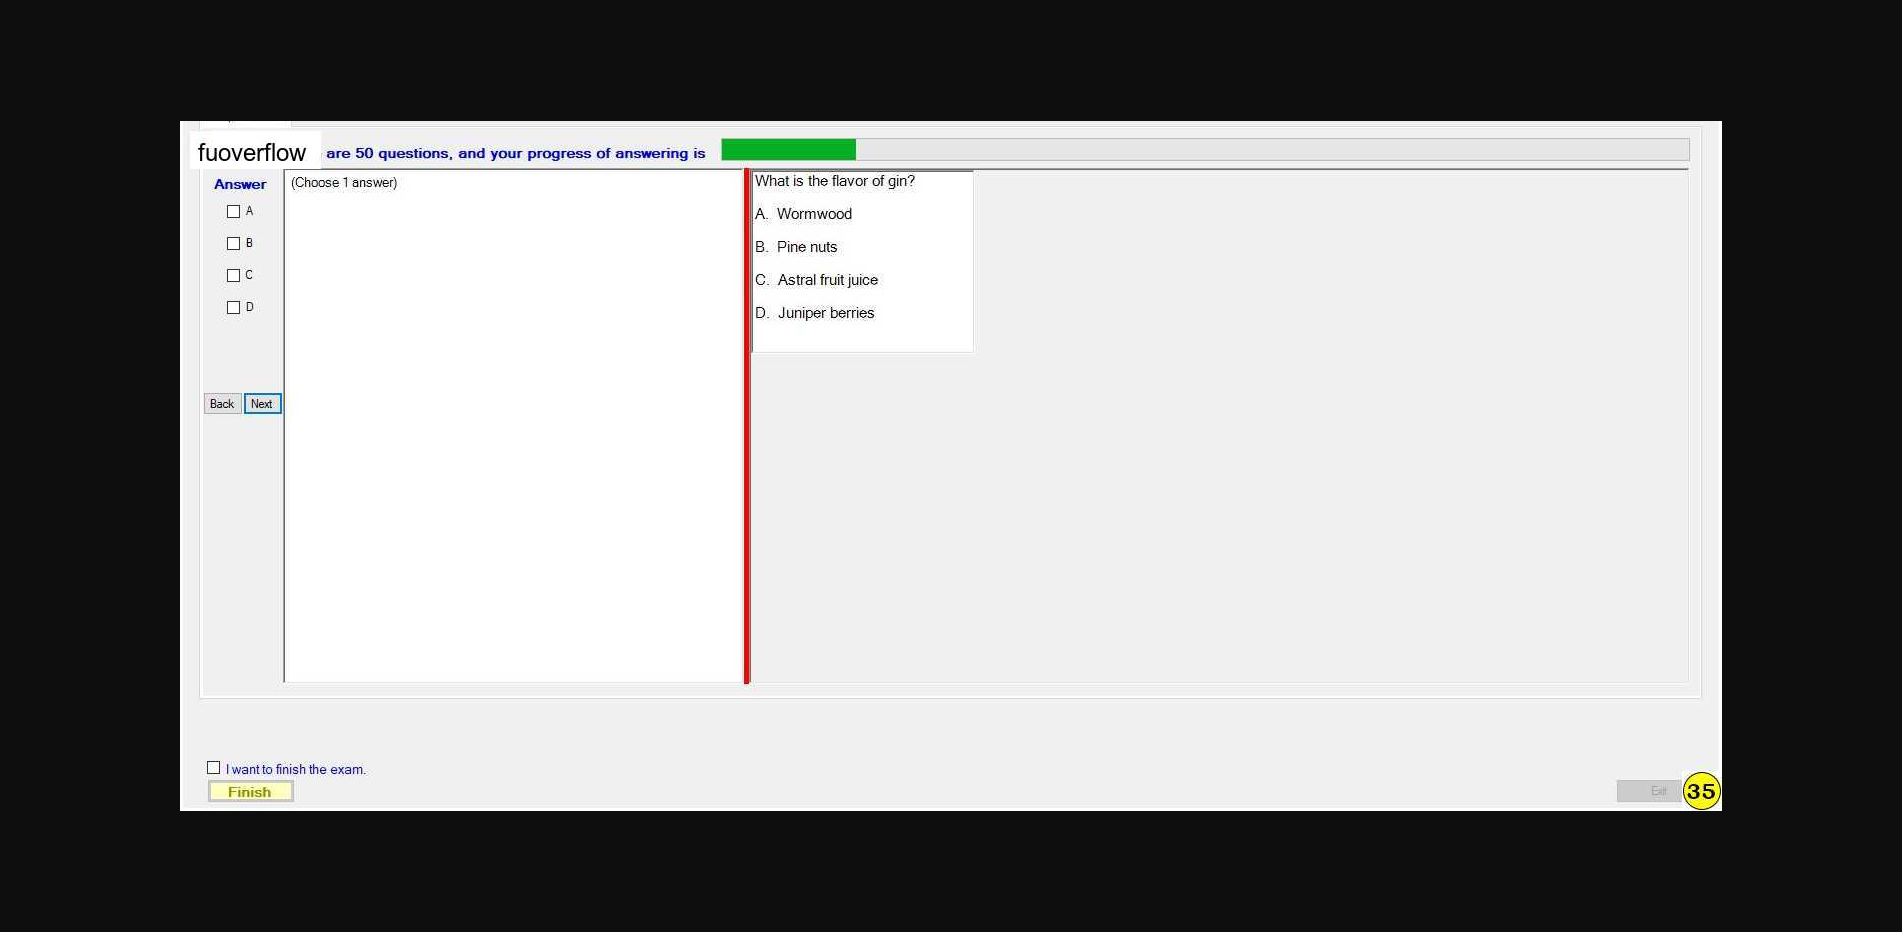 fuoverflow are 50 questions, and your progress of answering is
Answer
(Choose 1 answer)
A
B
C
D
Back Next
What is the flavor of gin?
A. Wormwood
B. Pine nuts
C. Astral fruit juice
D. Juniper berries
I want to finish the exam.
Finish
Exit
35